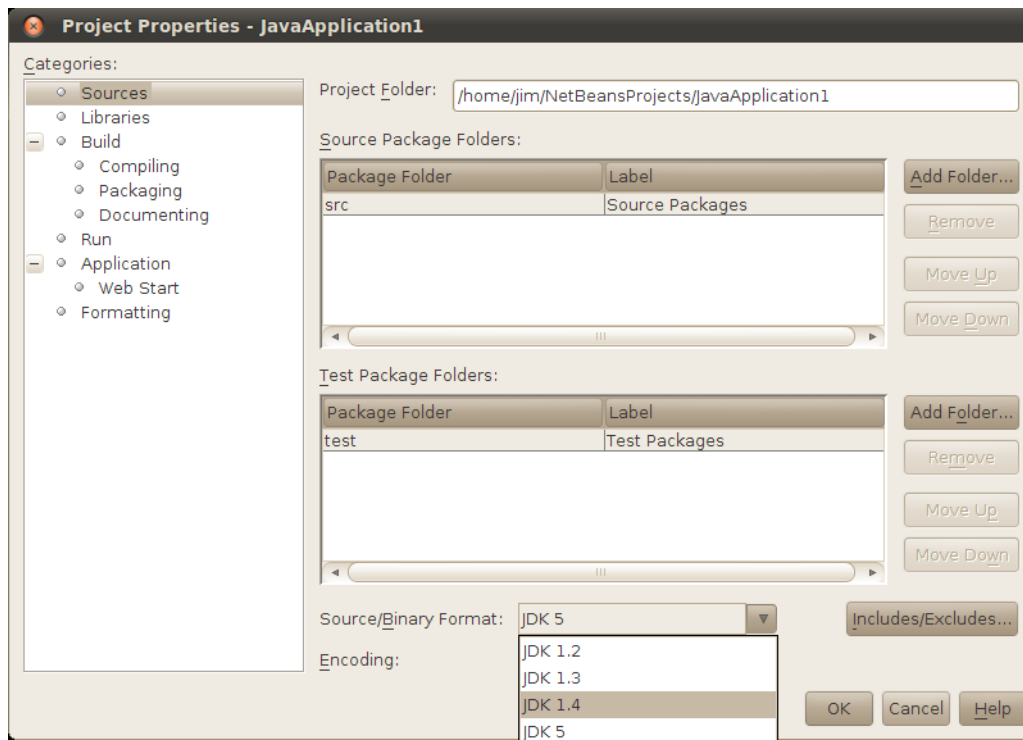 Project Properties - JavaApplication1
Categories:
Sources
Libraries
Build
Compiling
Packaging
Documenting
Run
Application
Web Start
Formatting
Project Folder: /home/jim/NetBeansProjects/JavaApplication1
Source Package Folders:
Package Folder Label
src Source Packages
Add Folder...
Remove
Move Up
Move Down
Test Package Folders:
Package Folder Label
test Test Packages
Add Folder...
Remove
Move Up
Move Down
Source/Binary Format: JDK 5 Includes/Excludes...
Encoding:
JDK 1.2
JDK 1.3
JDK 1.4
JDK 5
OK Cancel Help